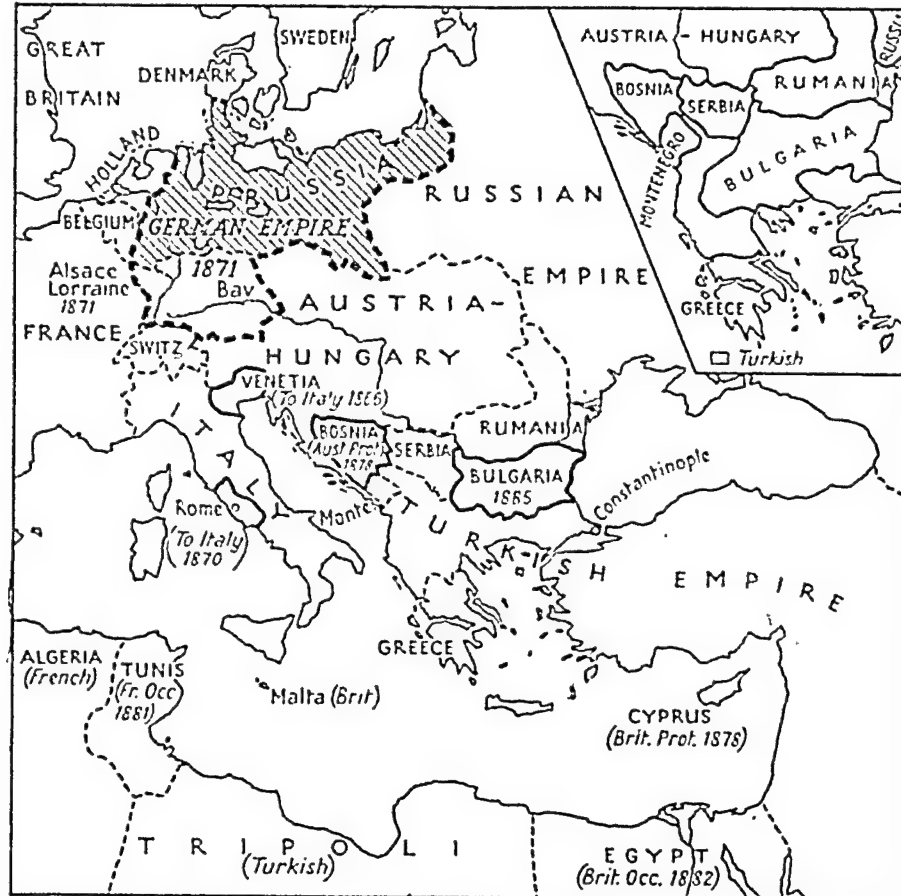 GREAT
BRITAIN
SWEDEN
DENMARK
HOLLAND
BELGIUM
PRUSSIA
GERMAN EMPIRE
1871
Bav
Alsace
Lorraine
1871
FRANCE
SWITZ
RUSSIAN
EMPIRE
AUSTRIA-
HUNGARY
VENETIA
(To Italy 1866
ITALY
BOSNIA
(Aust Prot.
1878
SERBIA
RUMANIA
BULGARIA
1885
Constantinople
Rome
(To Italy
1870)
Monte
TURKISH EMPIRE
GREECE
ALGERIA
(French)
TUNIS
(Fr. Occ
1881)
Malta (Brit)
CYPRUS
(Brit. Prot. 1878)
TRIPOLI
(Turkish)
EGYPT
(Brit. Occ. 1882)
AUSTRIA - HUNGARY
RUSSI
BOSNIA
SERBIA
RUMANIA
MONTENEGRO
BULGARIA
GREECE
Turkish